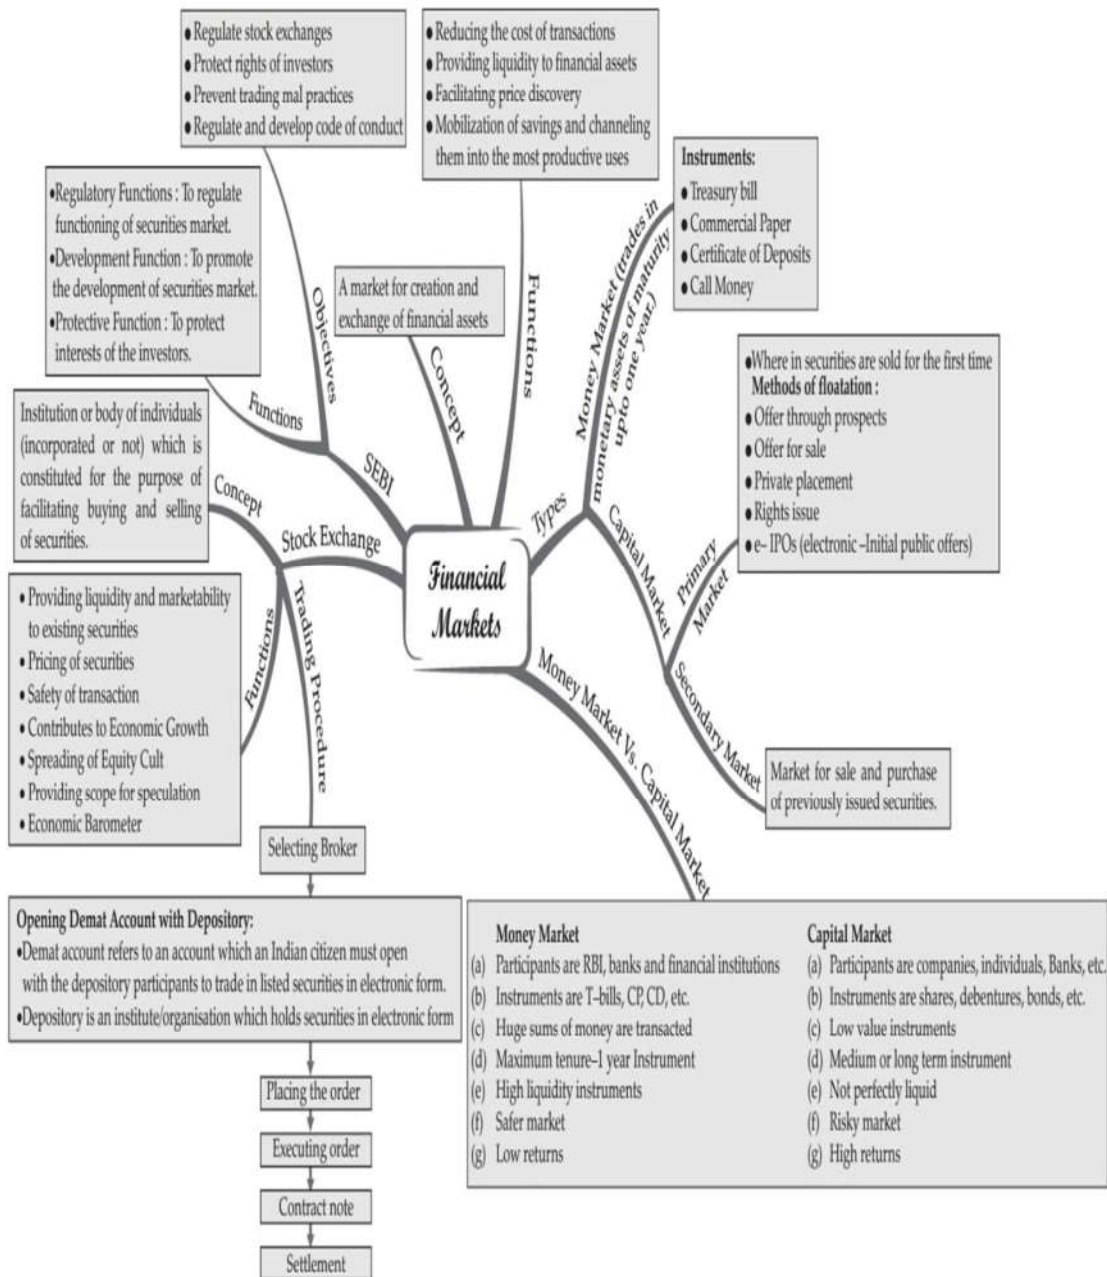 ● Regulate stock exchanges
● Protect rights of investors
● Prevent trading mal practices
● Regulate and develop code of conduct
● Reducing the cost of transactions
● Providing liquidity to financial assets
● Facilitating price discovery
● Mobilization of savings and channeling
them into the most productive uses
Instruments:
● Treasury bill
● Commercial Paper
● Certificate of Deposits
● Call Money
•Regulatory Functions : To regulate
functioning of securities market.
•Development Function : To promote
the development of securities market.
•Protective Function : To protect
interests of the investors.
A market for creation and
exchange of financial assets
Objectives
Functions
SEBI
Concept
Functions
Types
Money Market (trades in
monetary assets of maturity
upto one year.)
Capital Market
Primary
Market
●Where in securities are sold for the first time
Methods of floatation :
● Offer through prospects
● Offer for sale
● Private placement
● Rights issue
● e– IPOs (electronic –Initial public offers)
Secondary Market
Market for sale and purchase
of previously issued securities.
Institution or body of individuals
(incorporated or not) which is
constituted for the purpose of
facilitating buying and selling
of securities.
Concept
Stock Exchange
Financial
Markets
Functions
Trading Procedure
● Providing liquidity and marketability
to existing securities
● Pricing of securities
● Safety of transaction
● Contributes to Economic Growth
● Spreading of Equity Cult
● Providing scope for speculation
● Economic Barometer
Selecting Broker
Opening Demat Account with Depository:
•Demat account refers to an account which an Indian citizen must open
with the depository participants to trade in listed securities in electronic form.
•Depository is an institute/organisation which holds securities in electronic form
Placing the order
Executing order
Contract note
Settlement
Money Market Vs. Capital Market
Money Market
(a) Participants are RBI, banks and financial institutions
(b) Instruments are T–bills, CP, CD, etc.
(c) Huge sums of money are transacted
(d) Maximum tenure–1 year Instrument
(e) High liquidity instruments
(f) Safer market
(g) Low returns
Capital Market
(a) Participants are companies, individuals, Banks, etc.
(b) Instruments are shares, debentures, bonds, etc.
(c) Low value instruments
(d) Medium or long term instrument
(e) Not perfectly liquid
(f) Risky market
(g) High returns